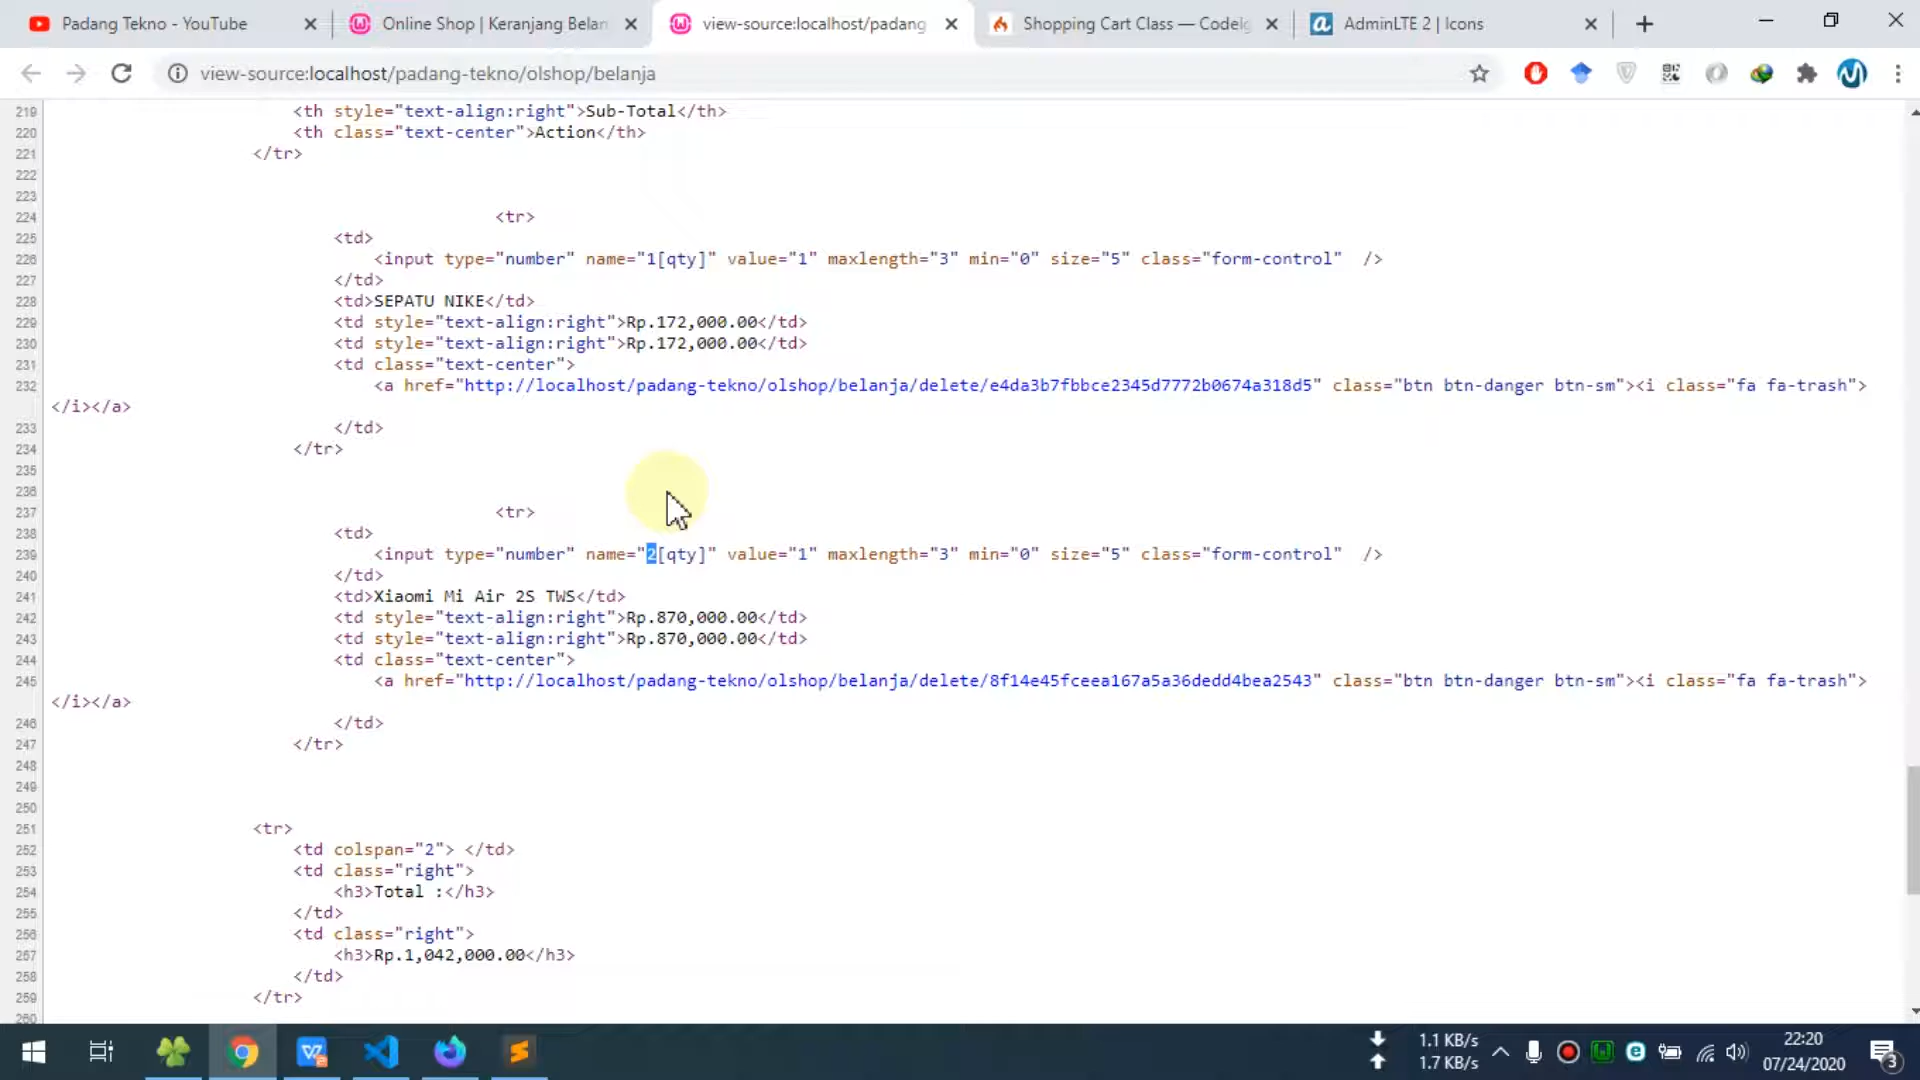 Padang Tekno - YouTube
Online Shop | Keranjang Belan
view-source:localhost/padang
Shopping Cart Class — CodeIg
AdminLTE 2 | Icons
view-source:localhost/padang-tekno/olshop/belanja
219 <th style="text-align:right">Sub-Total</th>
220 <th class="text-center">Action</th>
221 </tr>
222
223
224 <tr>
225 <td>
226 <input type="number" name="1[qty]" value="1" maxlength="3" min="0" size="5" class="form-control"  />
227 </td>
228 <td>SEPATU NIKE</td>
229 <td style="text-align:right">Rp.172,000.00</td>
230 <td style="text-align:right">Rp.172,000.00</td>
231 <td class="text-center">
232 <a href="http://localhost/padang-tekno/olshop/belanja/delete/e4da3b7fbbce2345d7772b0674a318d5" class="btn btn-danger btn-sm"><i class="fa fa-trash">
</i></a>
233 </td>
234 </tr>
235
236
237 <tr>
238 <td>
239 <input type="number" name="2[qty]" value="1" maxlength="3" min="0" size="5" class="form-control"  />
240 </td>
241 <td>Xiaomi Mi Air 2S TWS</td>
242 <td style="text-align:right">Rp.870,000.00</td>
243 <td style="text-align:right">Rp.870,000.00</td>
244 <td class="text-center">
245 <a href="http://localhost/padang-tekno/olshop/belanja/delete/8f14e45fceea167a5a36dedd4bea2543" class="btn btn-danger btn-sm"><i class="fa fa-trash">
</i></a>
246 </td>
247 </tr>
248
249
250
251 <tr>
252 <td colspan="2"> </td>
253 <td class="right">
254 <h3>Total :</h3>
255 </td>
256 <td class="right">
257 <h3>Rp.1,042,000.00</h3>
258 </td>
259 </tr>
260
1.1 KB/s
1.7 KB/s
22:20
07/24/2020
3